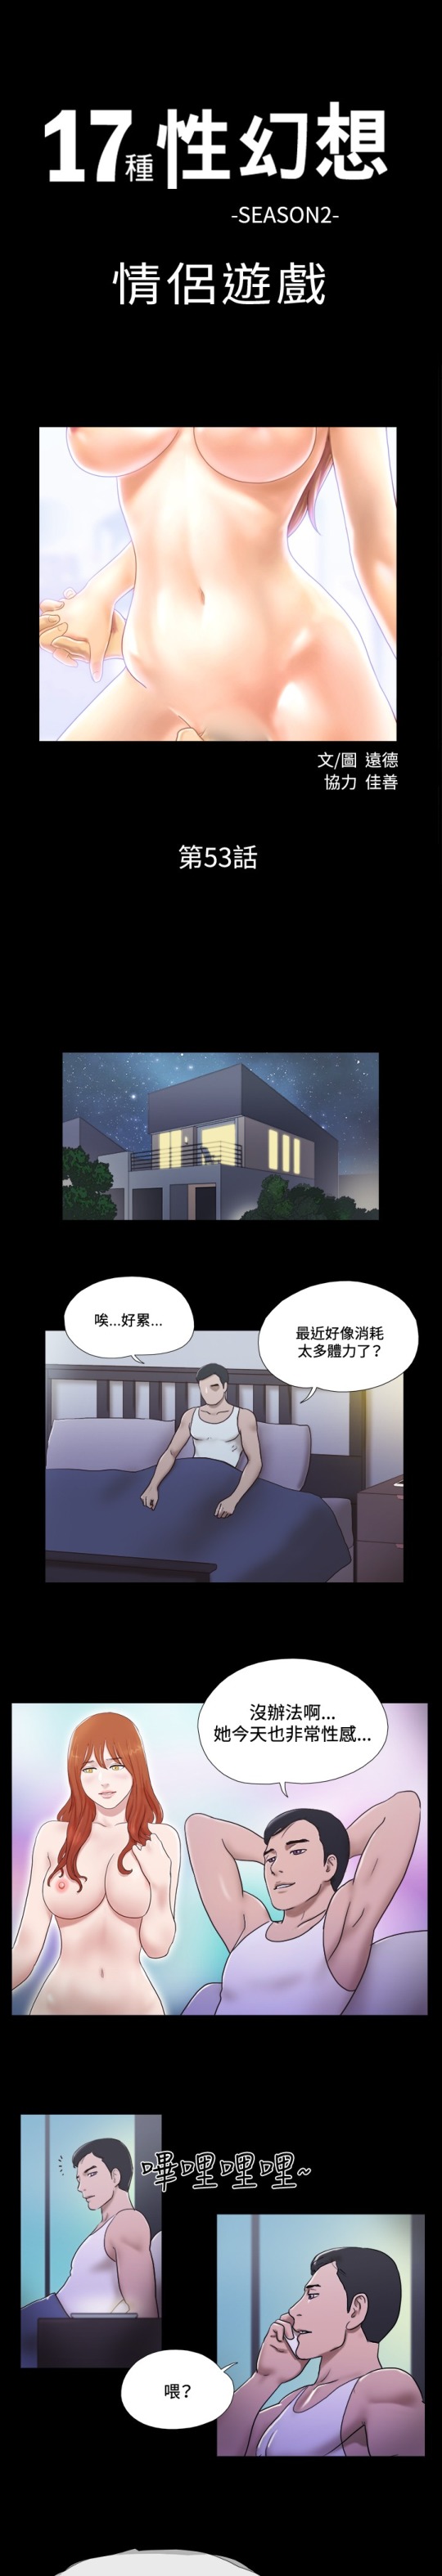 17種性幻想
-SEASON2-
情侶遊戲
文/圖 遠德
協力 佳善
第53話
唉...好累...
最近好像消耗
太多體力了？
沒辦法啊...
她今天也非常性感...
嗶哩哩哩~
喂？